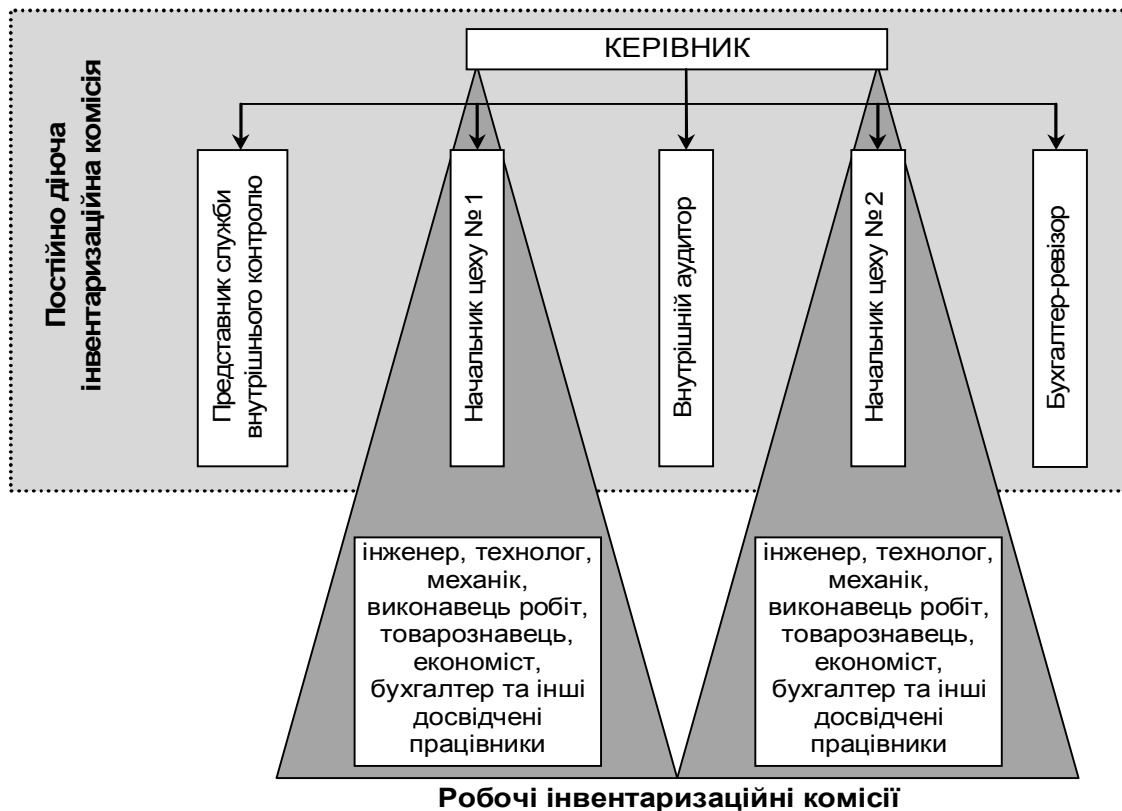 КЕРІВНИК
Постійно діюча
інвентаризаційна комісія
Представник служби
внутрішнього контролю
Начальник цеху № 1
Внутрішній аудитор
Начальник цеху № 2
Бухгалтер-ревізор
інженер, технолог,
механік,
виконавець робіт,
товарознавець,
економіст,
бухгалтер та інші
досвідчені
працівники
інженер, технолог,
механік,
виконавець робіт,
товарознавець,
економіст,
бухгалтер та інші
досвідчені
працівники
Робочі інвентаризаційні комісії